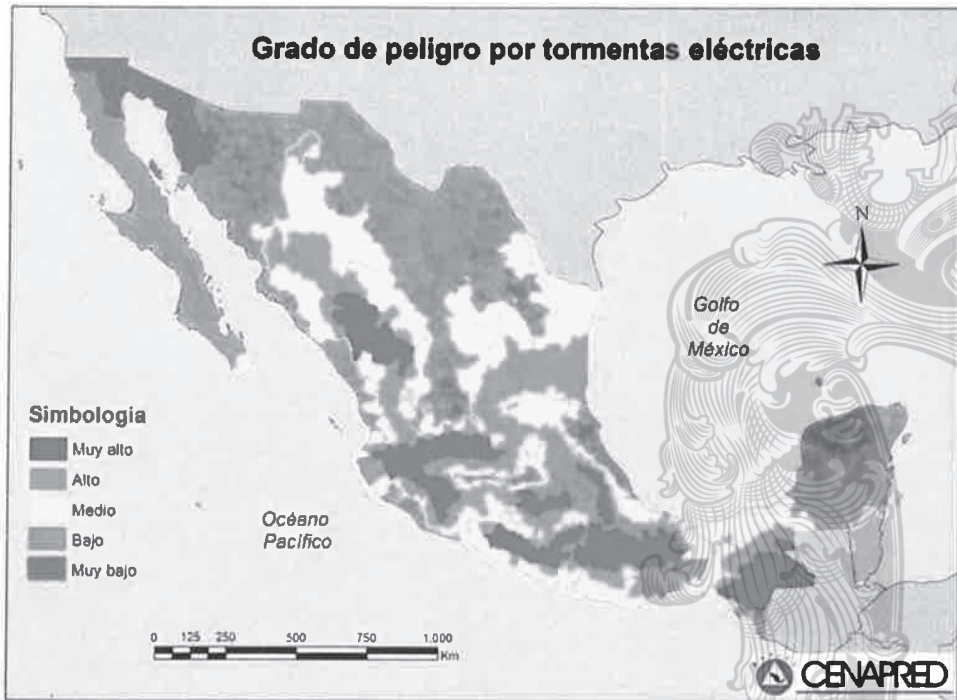 Grado de peligro por tormentas eléctricas
N
Golfo
de
México
Simbologia
Muy alto
Alto
Medio
Bajo
Muy bajo
Océano
Pacífico
0 125 250 500 750 1.000
Km
CENAPRED